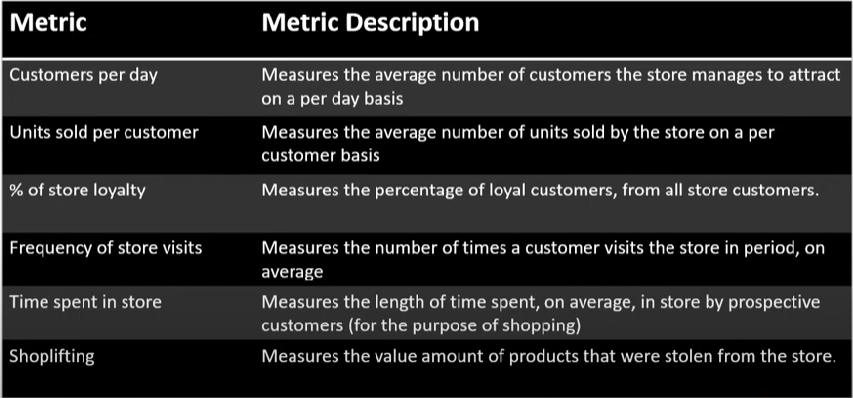 Metric Metric Description
Customers per day Measures the average number of customers the store manages to attract
on a per day basis
Units sold per customer Measures the average number of units sold by the store on a per
customer basis
% of store loyalty Measures the percentage of loyal customers, from all store customers.
Frequency of store visits Measures the number of times a customer visits the store in period, on
average
Time spent in store Measures the length of time spent, on average, in store by prospective
customers (for the purpose of shopping)
Shoplifting Measures the value amount of products that were stolen from the store.